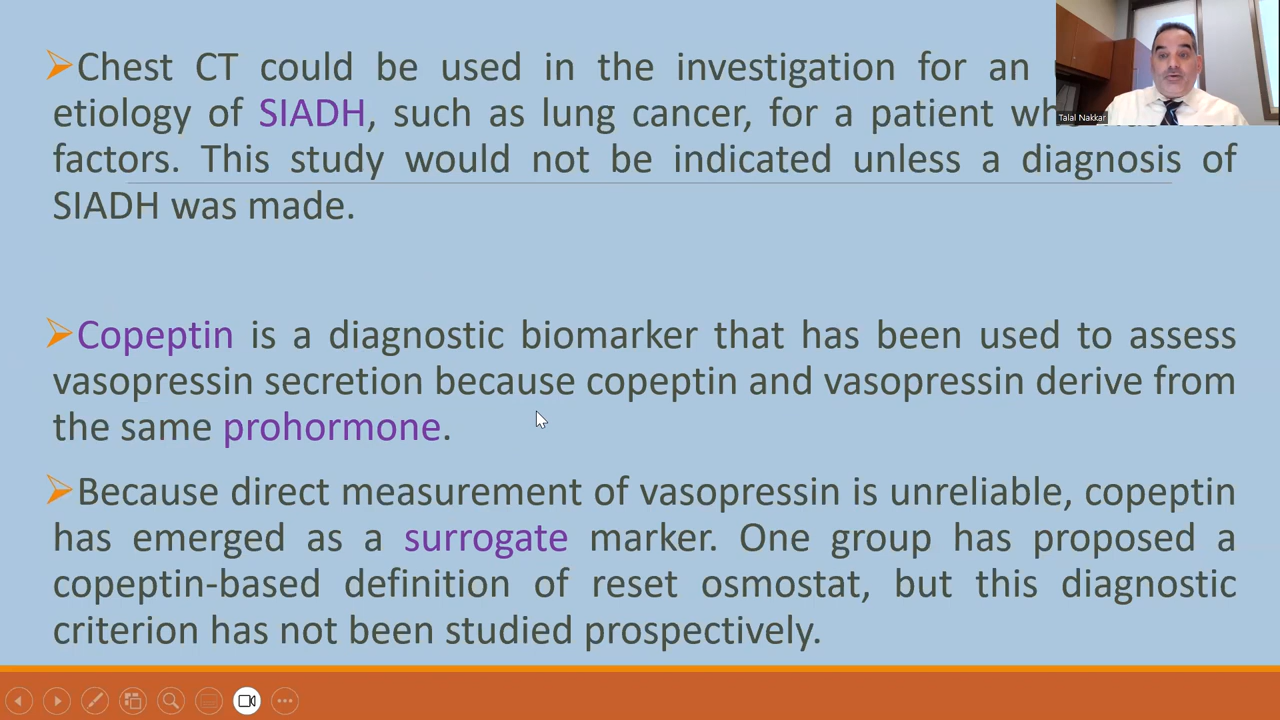 ➢Chest CT could be used in the investigation for an
etiology of SIADH, such as lung cancer, for a patient
factors. This study would not be indicated unless a diagnosis of
SIADH was made.
➢Copeptin is a diagnostic biomarker that has been used to assess
vasopressin secretion because copeptin and vasopressin derive from
the same prohormone.
➢Because direct measurement of vasopressin is unreliable, copeptin
has emerged as a surrogate marker. One group has proposed a
copeptin-based definition of reset osmostat, but this diagnostic
criterion has not been studied prospectively.
Talal Nakkar